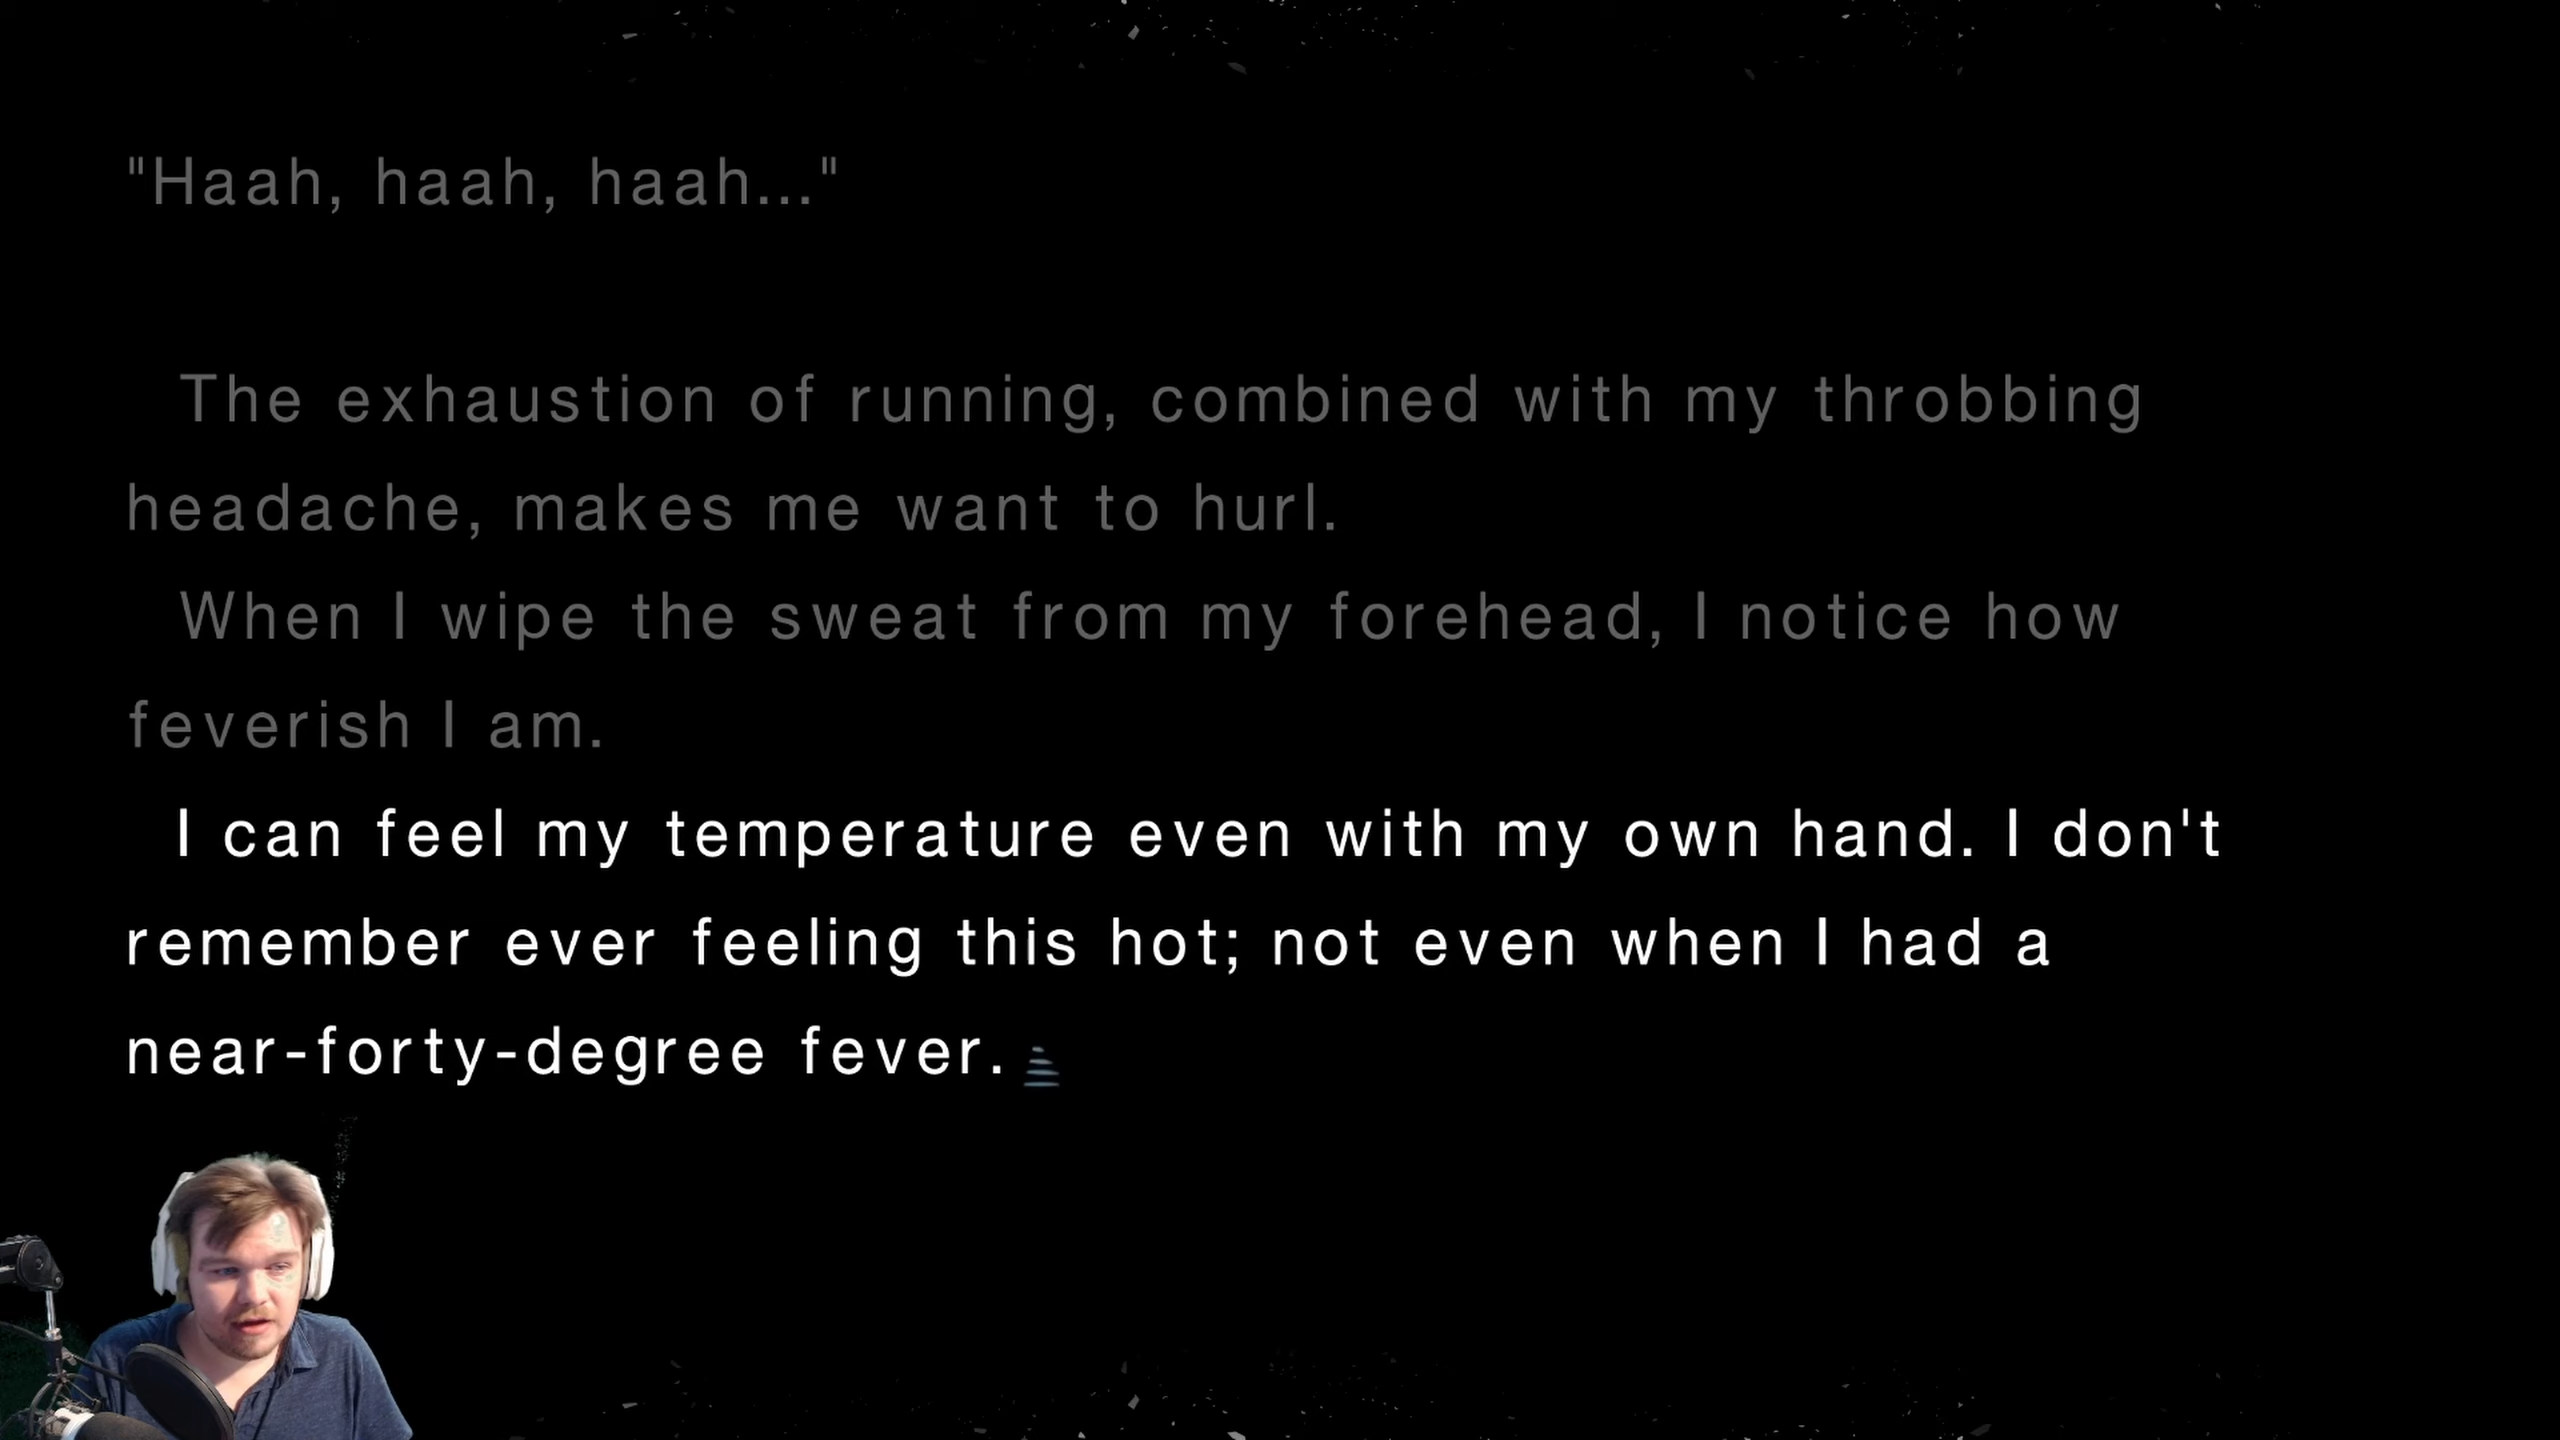 "Haah, haah, haah..."
The exhaustion of running, combined with my throbbing
headache, makes me want to hurl.
When I wipe the sweat from my forehead, I notice how
feverish I am.
I can feel my temperature even with my own hand. I don't
remember ever feeling this hot; not even when I had a
near-forty-degree fever.